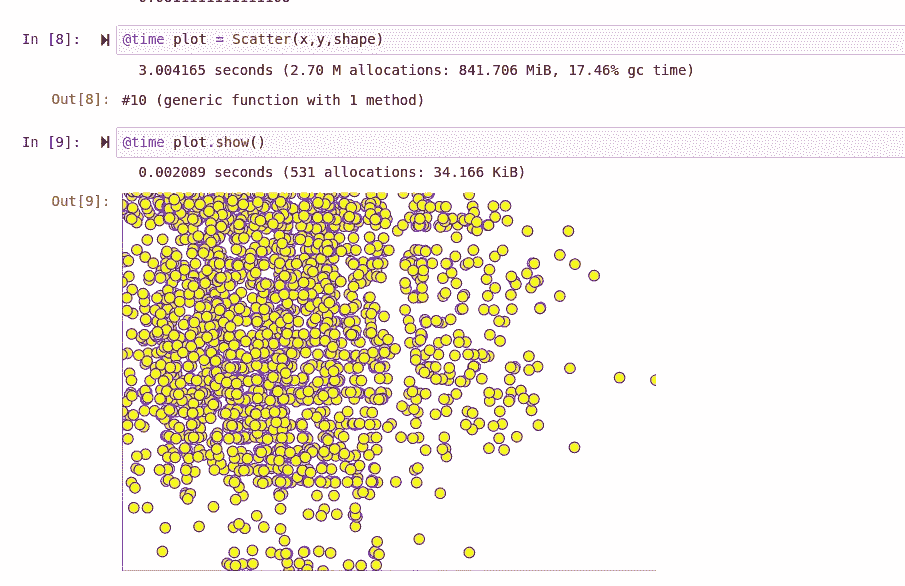 In [8]: @time plot = Scatter(x,y,shape)
3.004165 seconds (2.70 M allocations: 841.706 MiB, 17.46% gc time)
Out[8]: #10 (generic function with 1 method)
In [9]: @time plot.show()
0.002089 seconds (531 allocations: 34.166 KiB)
Out[9]: